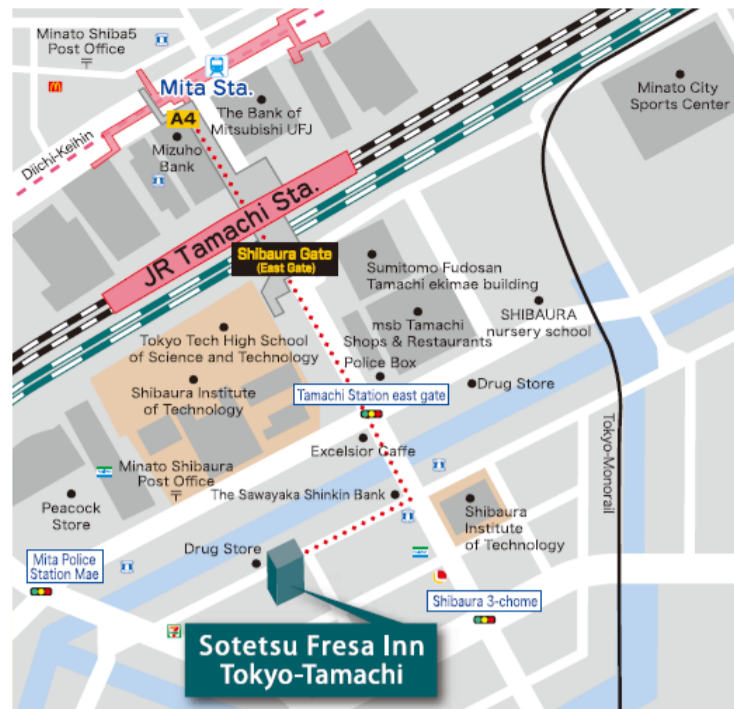 Minato Shiba5
Post Office
〒
Mita Sta.
A4
The Bank of
Mitsubishi UFJ
Mizuho
Bank
Diichi-Keihin
Minato City
Sports Center
JR Tamachi Sta.
Shibaura Gate
(East Gate)
Sumitomo Fudosan
Tamachi ekimae building
SHIBAURA
nursery school
msb Tamachi
Shops & Restaurants
Tokyo Tech High School
of Science and Technology
Police Box
Shibaura Institute
of Technology
Tamachi Station east gate
Drug Store
Tokyo-Monorail
Excelsior Caffe
Minato Shibaura
Post Office
〒
The Sawayaka Shinkin Bank
Peacock
Store
Shibaura
Institute
of Technology
Drug Store
Mita Police
Station Mae
Shibaura 3-chome
Sotetsu Fresa Inn
Tokyo-Tamachi